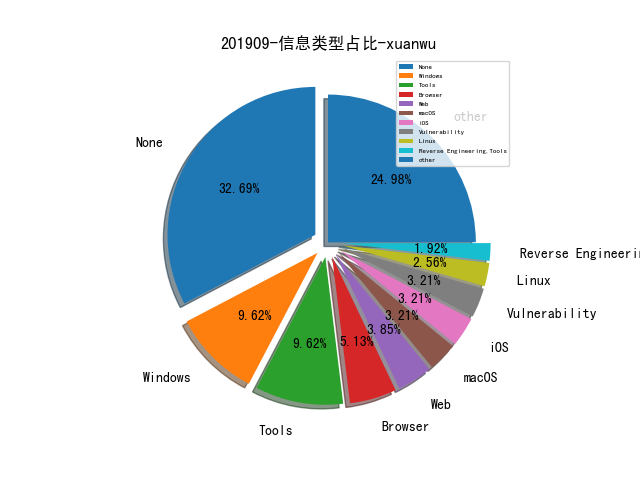 201909-信息类型占比-xuanwu
None
Windows
Tools
Browser
Web
macOS
iOS
Vulnerability
Linux
Reverse Engineering,Tools
other
other
24.98%
None
32.69%
1.92%
Reverse Engineerin
2.56%
Linux
3.21%
Vulnerability
3.21%
iOS
3.21%
macOS
3.85%
Web
5.13%
Browser
9.62%
Tools
9.62%
Windows